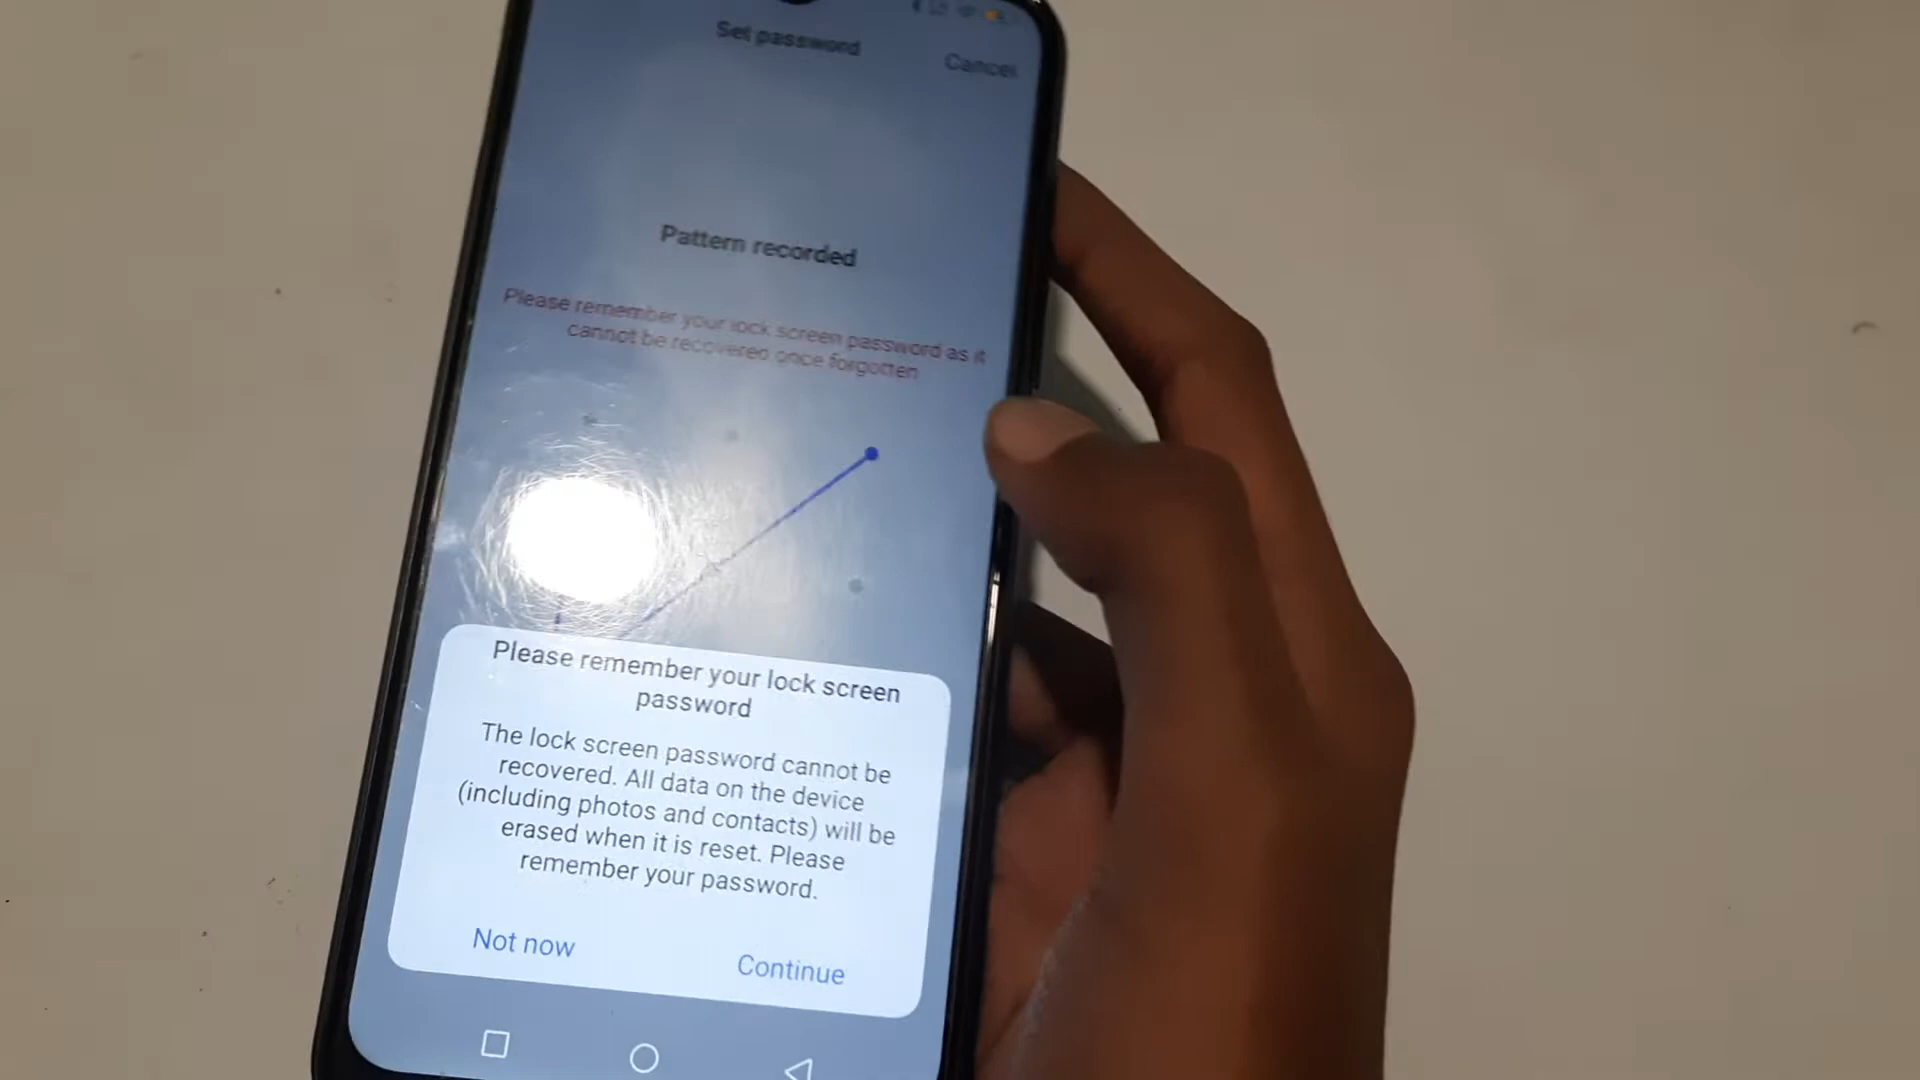 Set password
Cancel
Pattern recorded
Please remember your lock screen password as it
cannot be recovered once forgotten
Please remember your lock screen
password
The lock screen password cannot be
recovered. All data on the device
(including photos and contacts) will be
erased when it is reset. Please
remember your password.
Not now
Continue